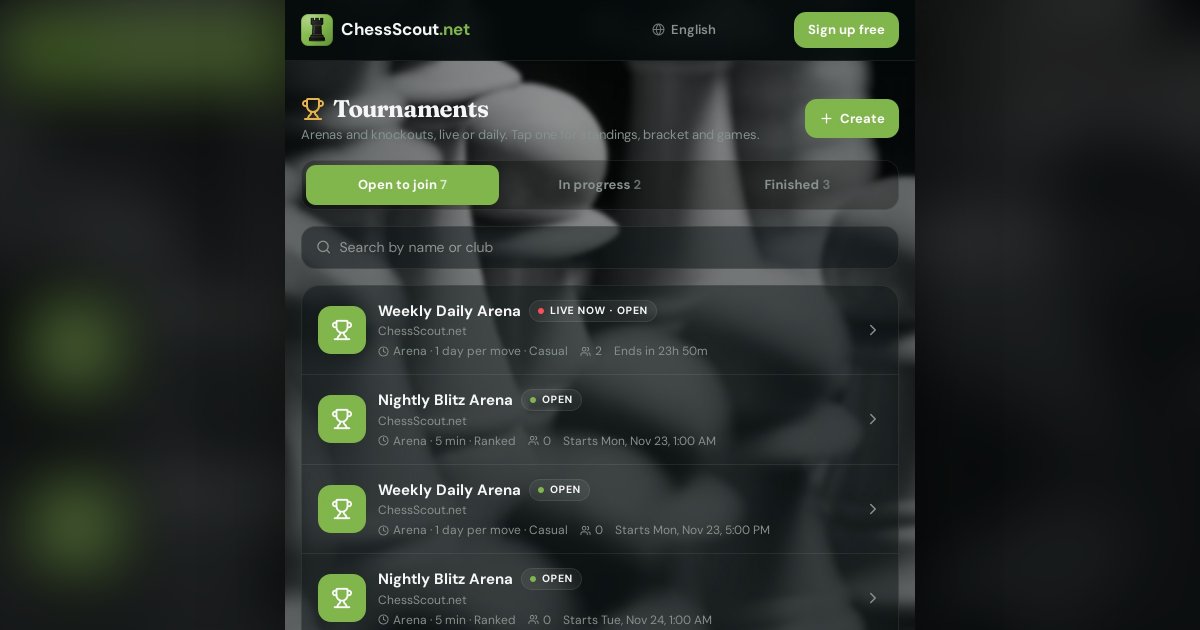 ChessScout.net
English
Sign up free
Tournaments
Create
Arenas and knockouts, live or daily. Tap one for standings, bracket and games.
Open to join 7
In progress 2
Finished 3
Search by name or club
Weekly Daily Arena
LIVE NOW · OPEN
ChessScout.net
Arena · 1 day per move · Casual 2 Ends in 23h 50m
Nightly Blitz Arena
OPEN
ChessScout.net
Arena · 5 min · Ranked 0 Starts Mon, Nov 23, 1:00 AM
Weekly Daily Arena
OPEN
ChessScout.net
Arena · 1 day per move · Casual 0 Starts Mon, Nov 23, 5:00 PM
Nightly Blitz Arena
OPEN
ChessScout.net
Arena · 5 min · Ranked 0 Starts Tue, Nov 24, 1:00 AM